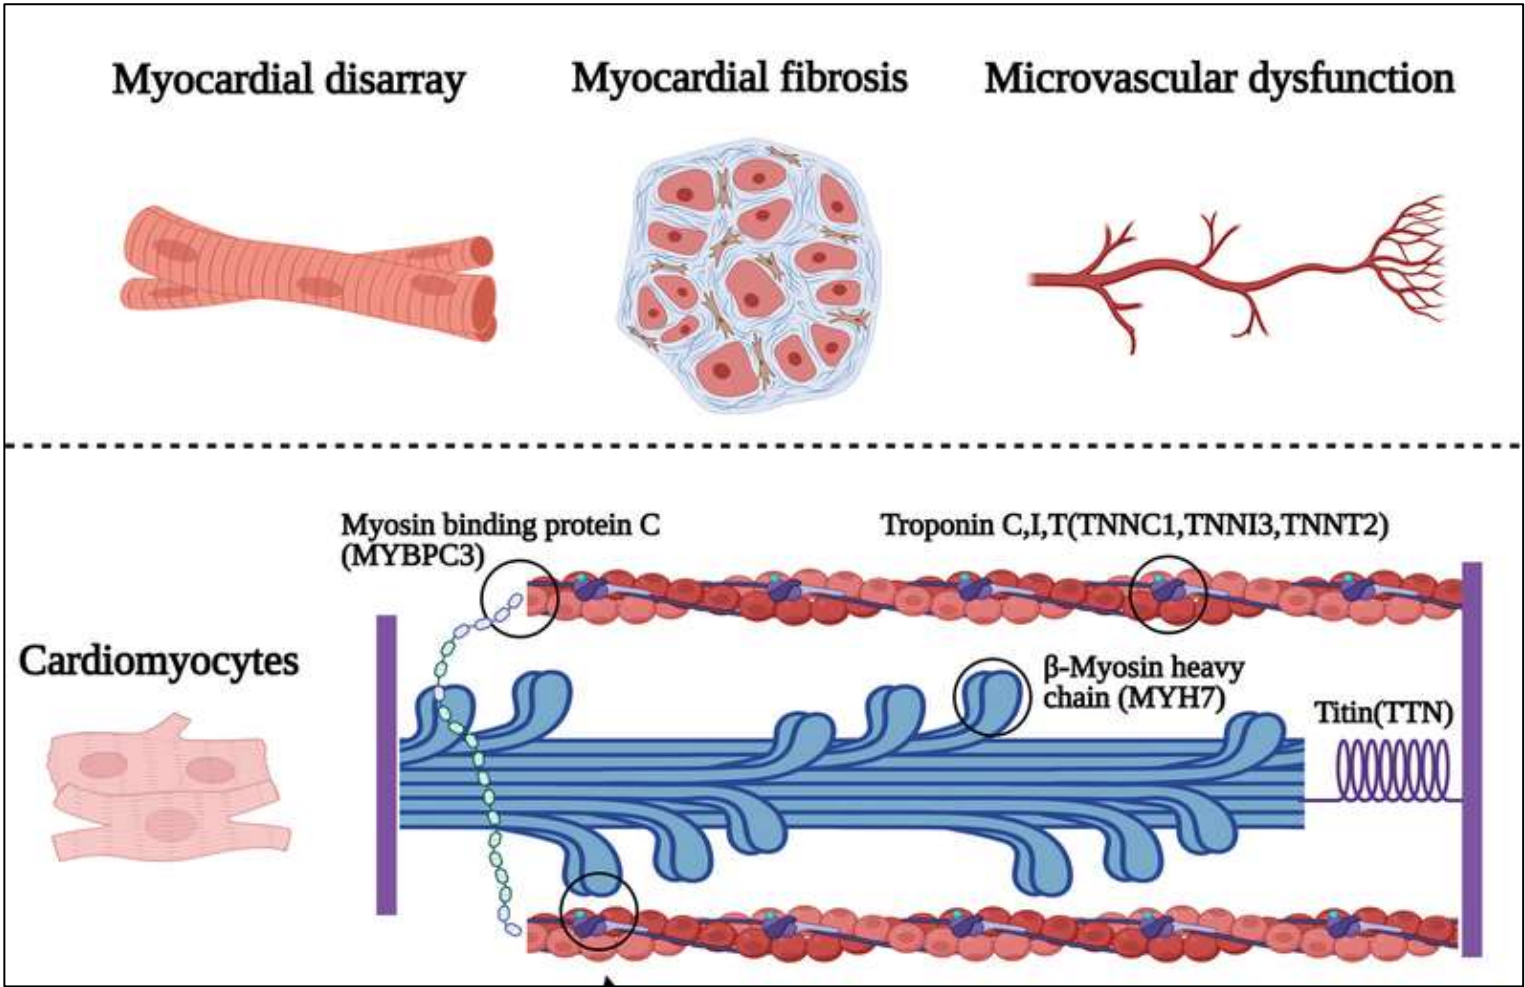 Myocardial disarray
Myocardial fibrosis
Microvascular dysfunction
Myosin binding protein C
(MYBPC3)
Troponin C,I,T(TNNC1,TNNI3,TNNT2)
Cardiomyocytes
β-Myosin heavy
chain (MYH7)
Titin(TTN)